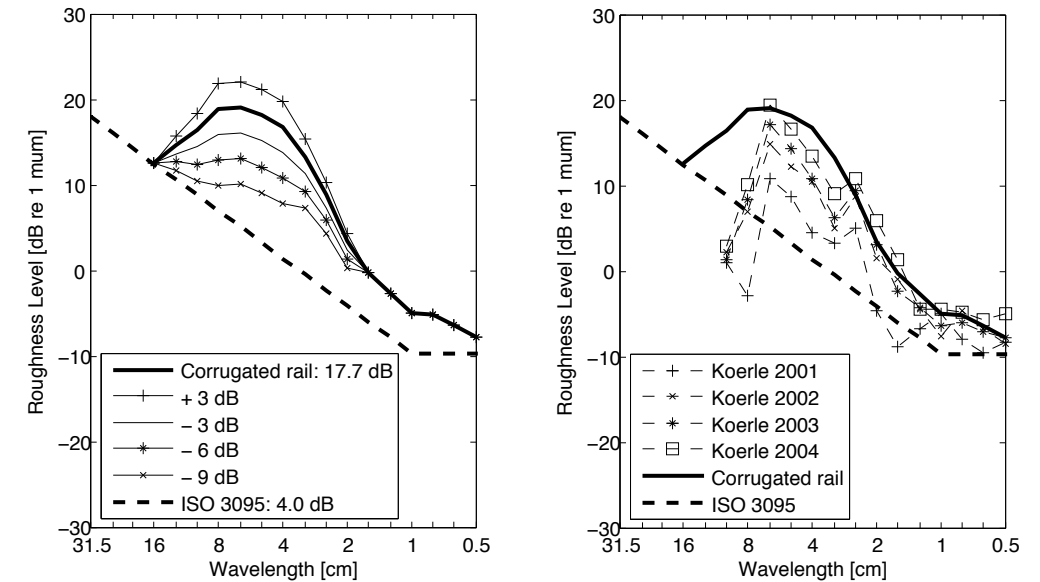 30
20
10
0
−10
−20
−30
31.5 16 8 4 2 1 0.5
Wavelength [cm]
Roughness Level [dB re 1 mum]
Corrugated rail: 17.7 dB
+ 3 dB
− 3 dB
− 6 dB
− 9 dB
ISO 3095: 4.0 dB
30
20
10
0
−10
−20
−30
31.5 16 8 4 2 1 0.5
Wavelength [cm]
Roughness Level [dB re 1 mum]
Koerle 2001
Koerle 2002
Koerle 2003
Koerle 2004
Corrugated rail
ISO 3095